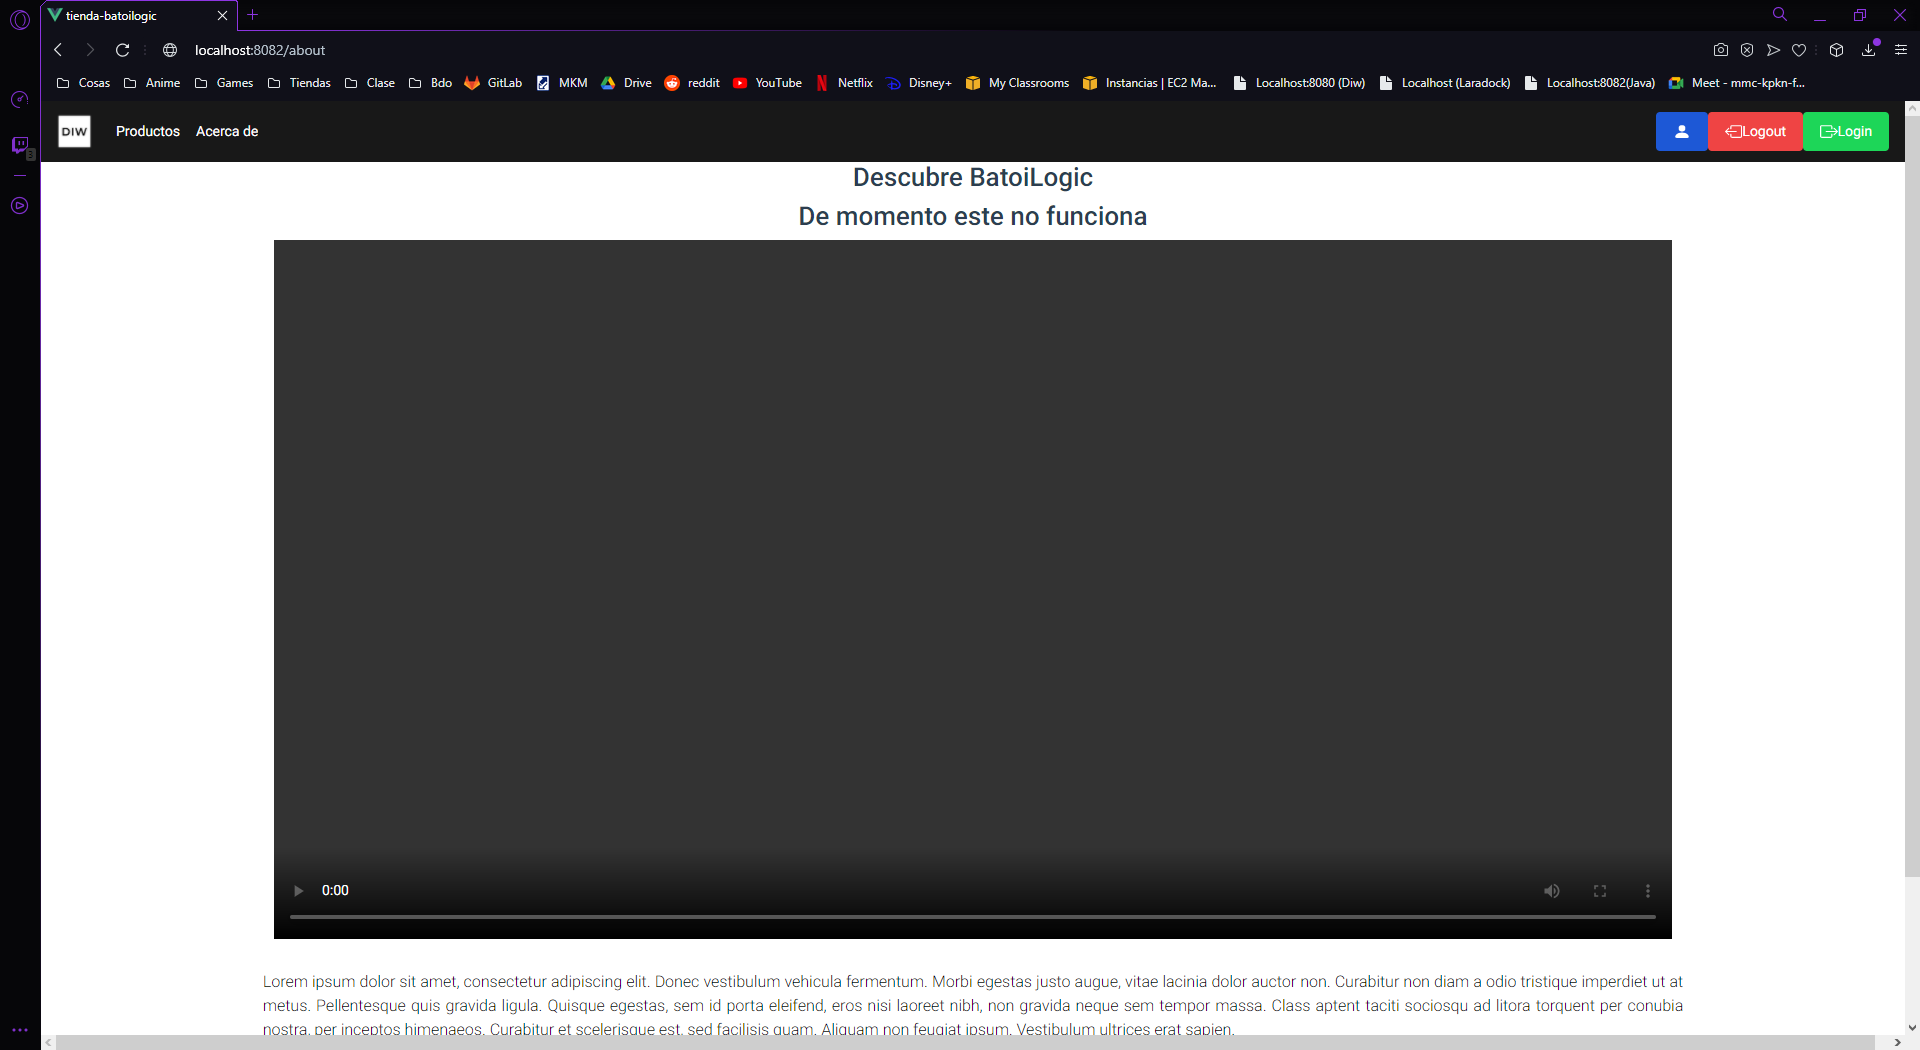 tienda-batoilogic
localhost:8082/about
Cosas Anime Games Tiendas Clase Bdo GitLab MKM Drive reddit YouTube Netflix Disney+ My Classrooms Instancias | EC2 Ma... Localhost:8080 (Diw) Localhost (Laradock) Localhost:8082(Java) Meet - mmc-kpkn-f...
DIW Productos Acerca de Logout Login
Descubre BatoiLogic
De momento este no funciona
0:00
Lorem ipsum dolor sit amet, consectetur adipiscing elit. Donec vestibulum vehicula fermentum. Morbi egestas justo augue, vitae lacinia dolor auctor non. Curabitur non diam a odio tristique imperdiet ut at
metus. Pellentesque quis gravida ligula. Quisque egestas, sem id porta eleifend, eros nisi laoreet nibh, non gravida neque sem tempor massa. Class aptent taciti sociosqu ad litora torquent per conubia
nostra, per inceptos himenaeos. Curabitur et scelerisque est, sed facilisis quam. Aliquam non feugiat ipsum. Vestibulum ultrices erat sapien.